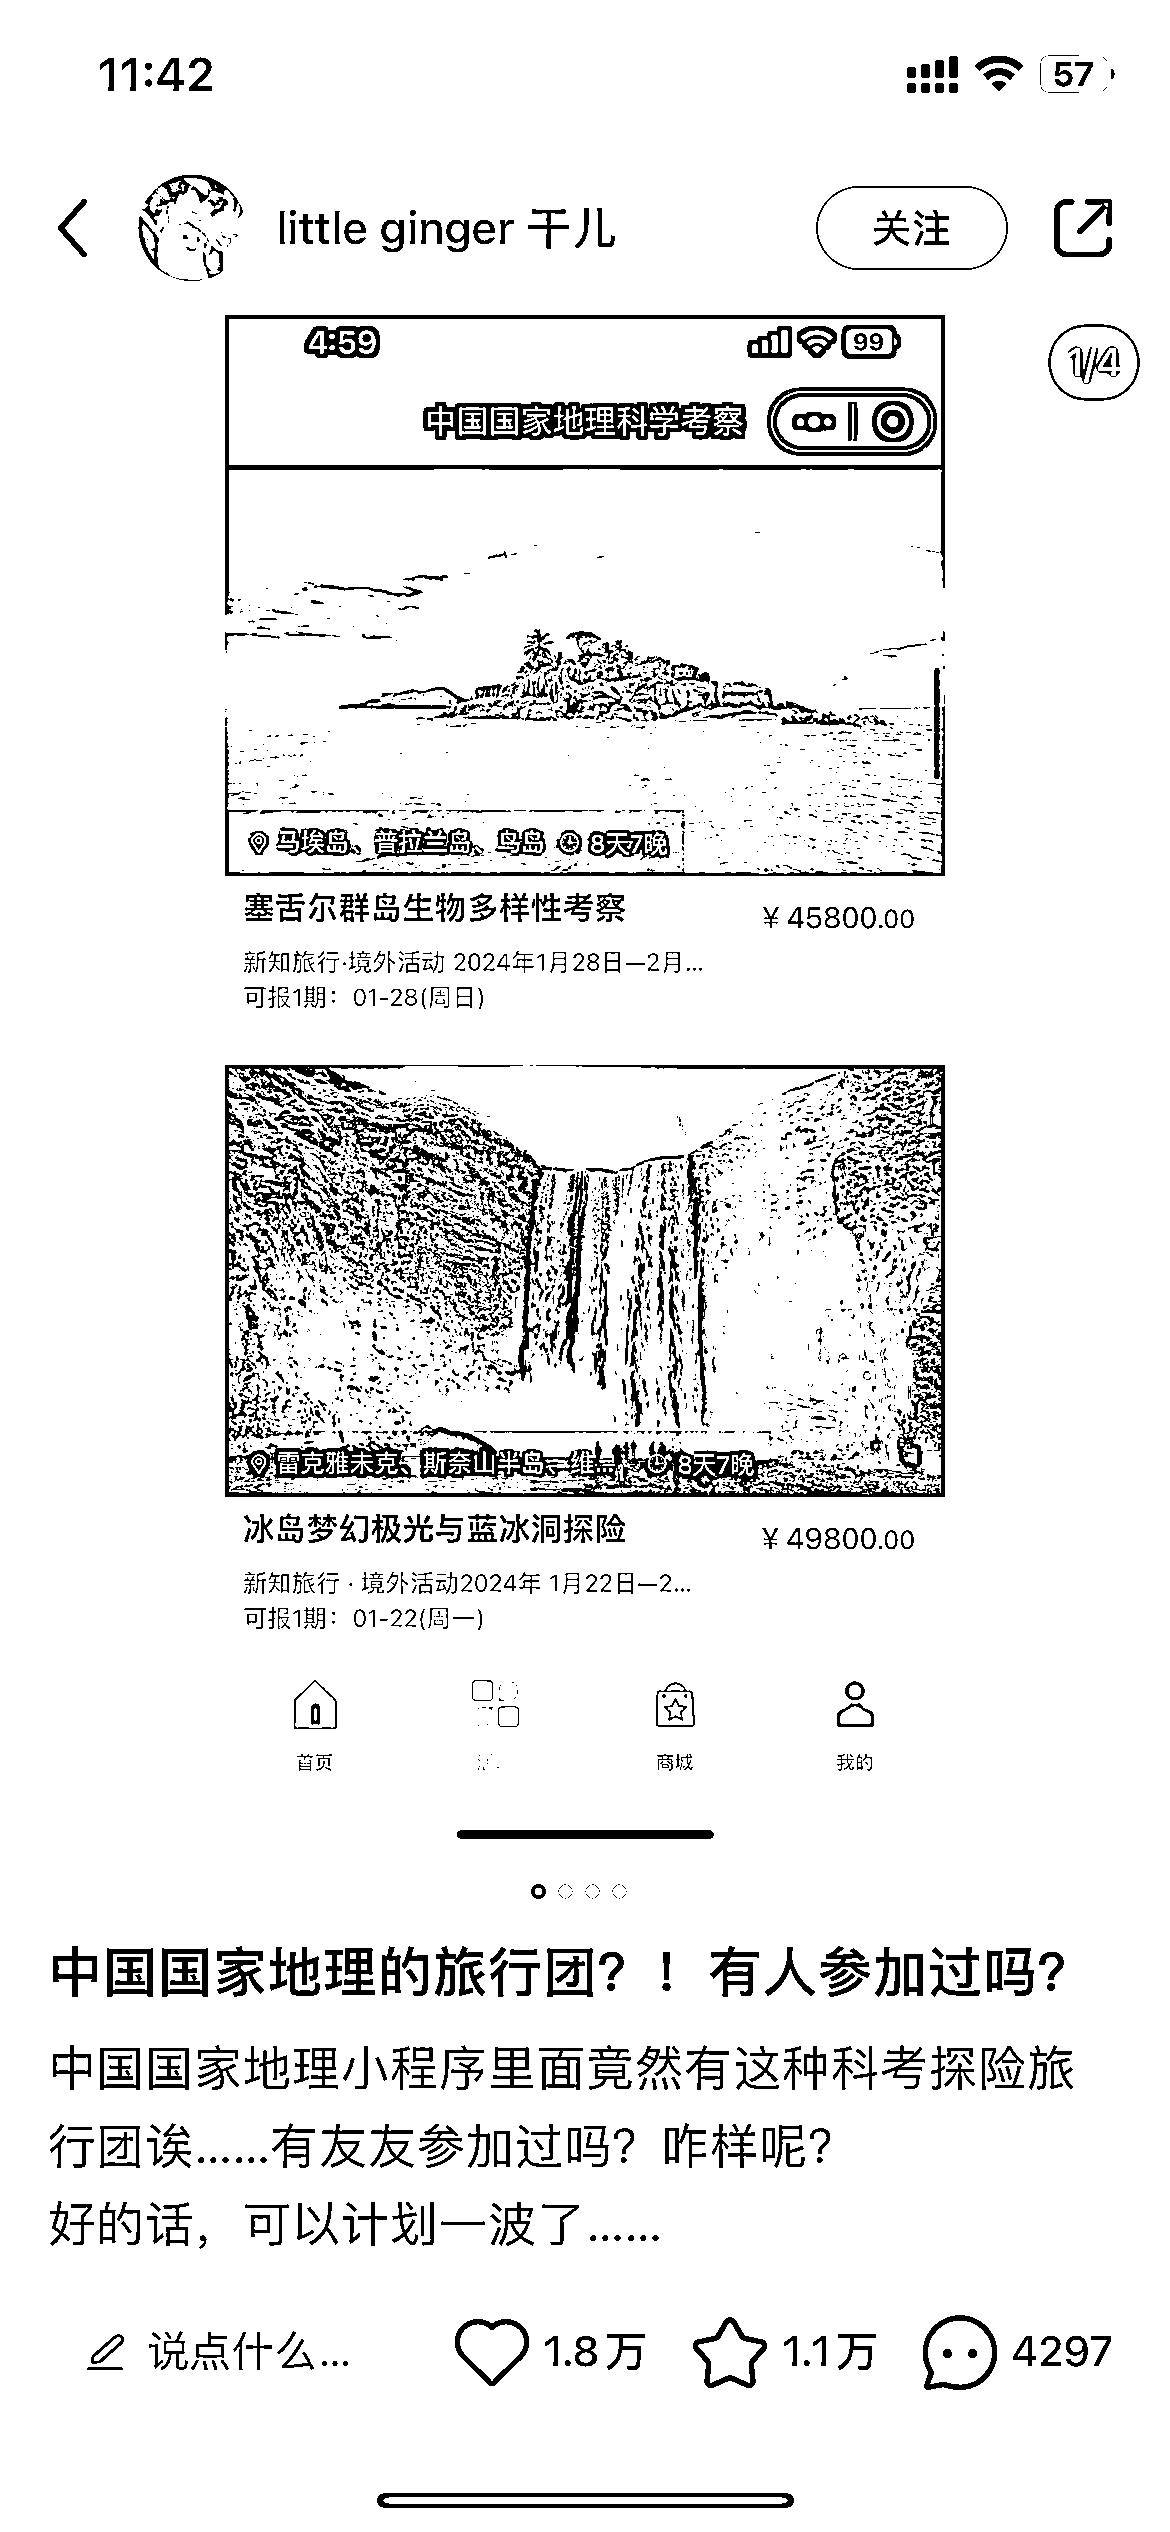 11:42
57
little ginger 干儿
关注
1/4
4:59
99
中国国家地理科学考察
马埃岛、普拉兰岛、鸟岛 8天7晚
塞舌尔群岛生物多样性考察
¥ 45800.00
新知旅行·境外活动 2024年1月28日—2月...
可报1期：01-28(周日)
雷克雅未克、斯奈山半岛、维... 8天7晚
冰岛梦幻极光与蓝冰洞探险
¥ 49800.00
新知旅行 · 境外活动2024年 1月22日—2...
可报1期：01-22(周一)
首页
商城
我的
中国国家地理的旅行团？！有人参加过吗？
中国国家地理小程序里面竟然有这种科考探险旅
行团诶……有友友参加过吗？咋样呢？
好的话，可以计划一波了……
说点什么...
1.8万
1.1万
4297